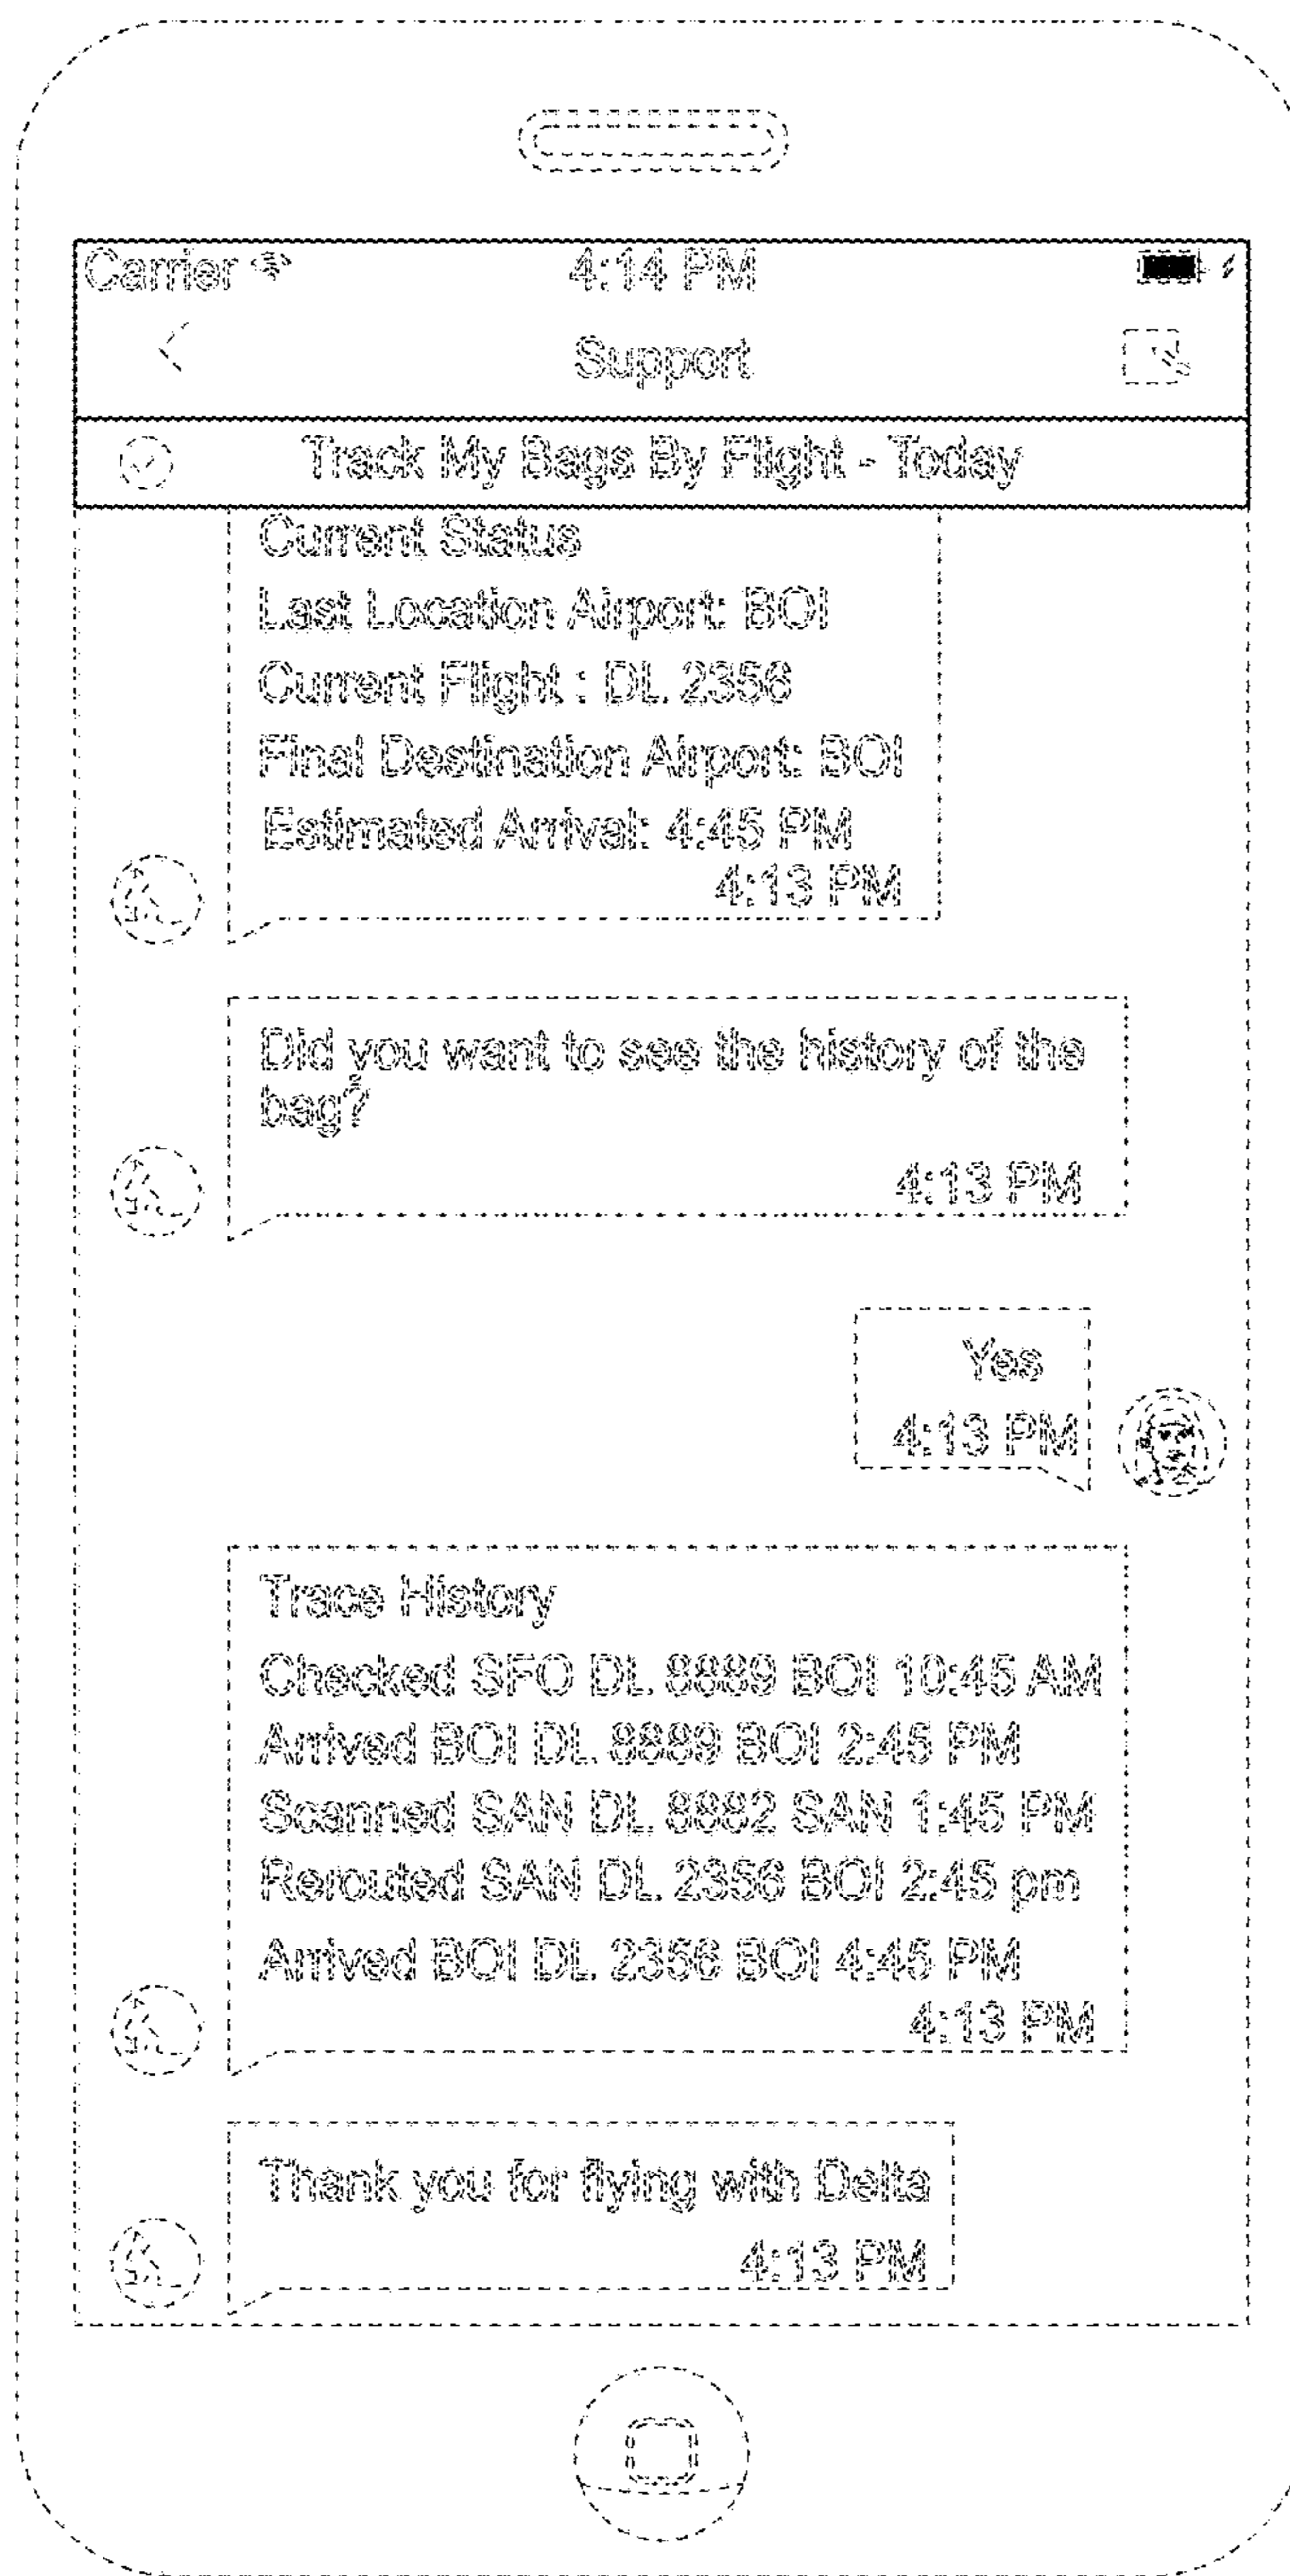 Carrier 4:14 PM
Support
Track My Bags By Flight - Today
Current Status
Last Location Airport: BOI
Current Flight : DL 2356
Final Destination Airport: BOI
Estimated Arrival: 4:45 PM
4:13 PM
Did you want to see the history of the
bag?
4:13 PM
Yes
4:13 PM
Trace History
Checked SFO DL 8889 BOI 10:45 AM
Arrived BOI DL 8889 BOI 2:45 PM
Scanned SAN DL 8882 SAN 1:45 PM
Rerouted SAN DL 2356 BOI 2:45 pm
Arrived BOI DL 2356 BOI 4:45 PM
4:13 PM
Thank you for flying with Delta
4:13 PM